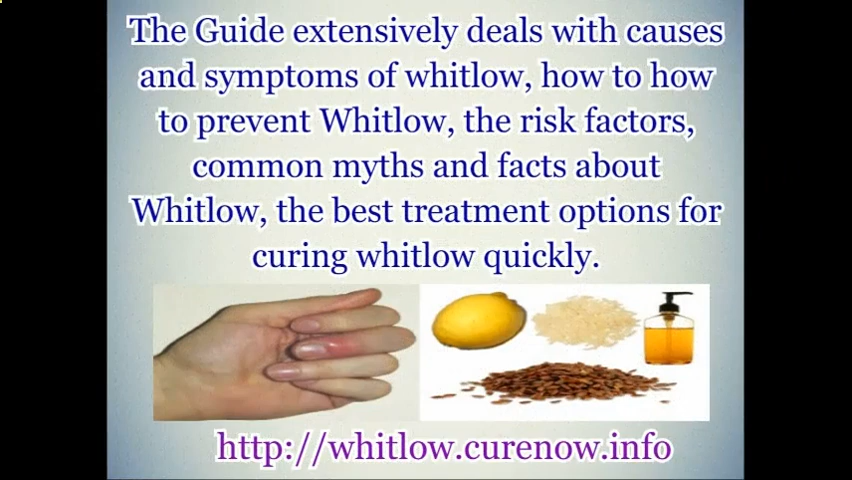 The Guide extensively deals with causes
and symptoms of whitlow, how to how
to prevent Whitlow, the risk factors,
common myths and facts about
Whitlow, the best treatment options for
curing whitlow quickly.
http://whitlow.curenow.info